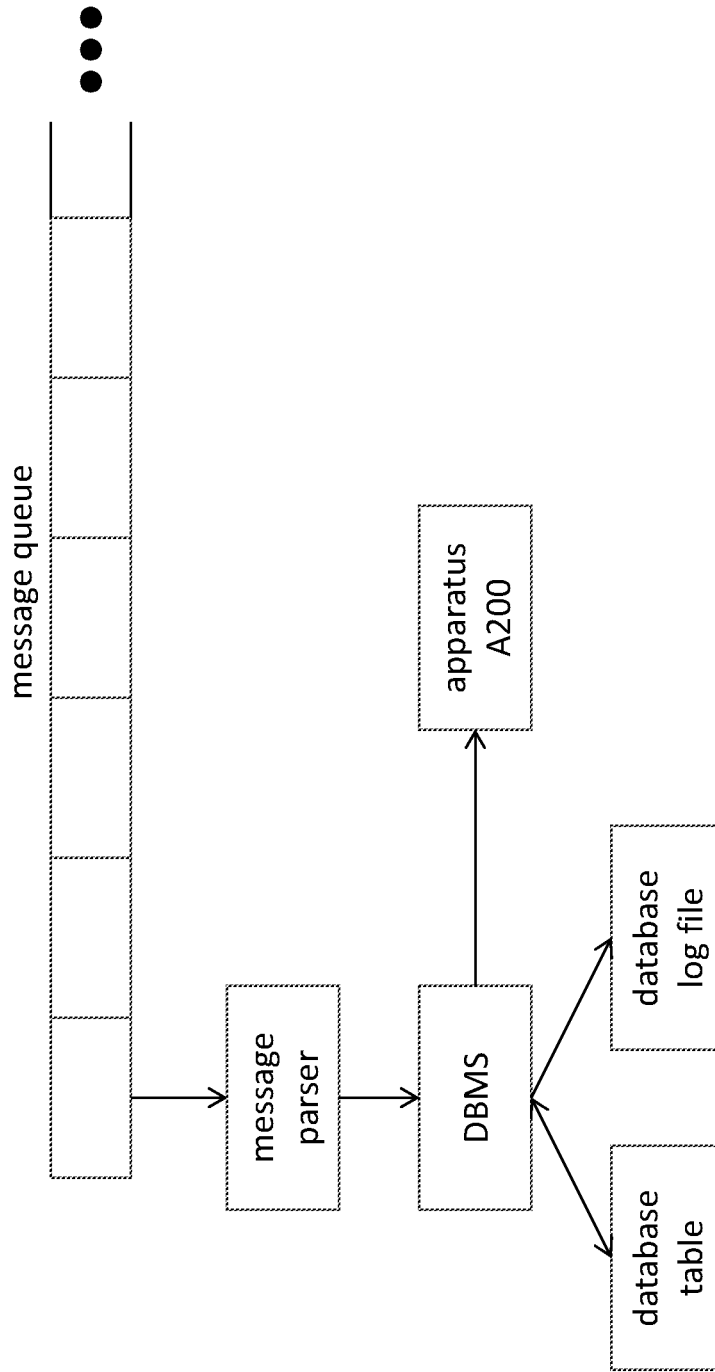 message queue
message
parser
DBMS
apparatus
A200
database
table
database
log file